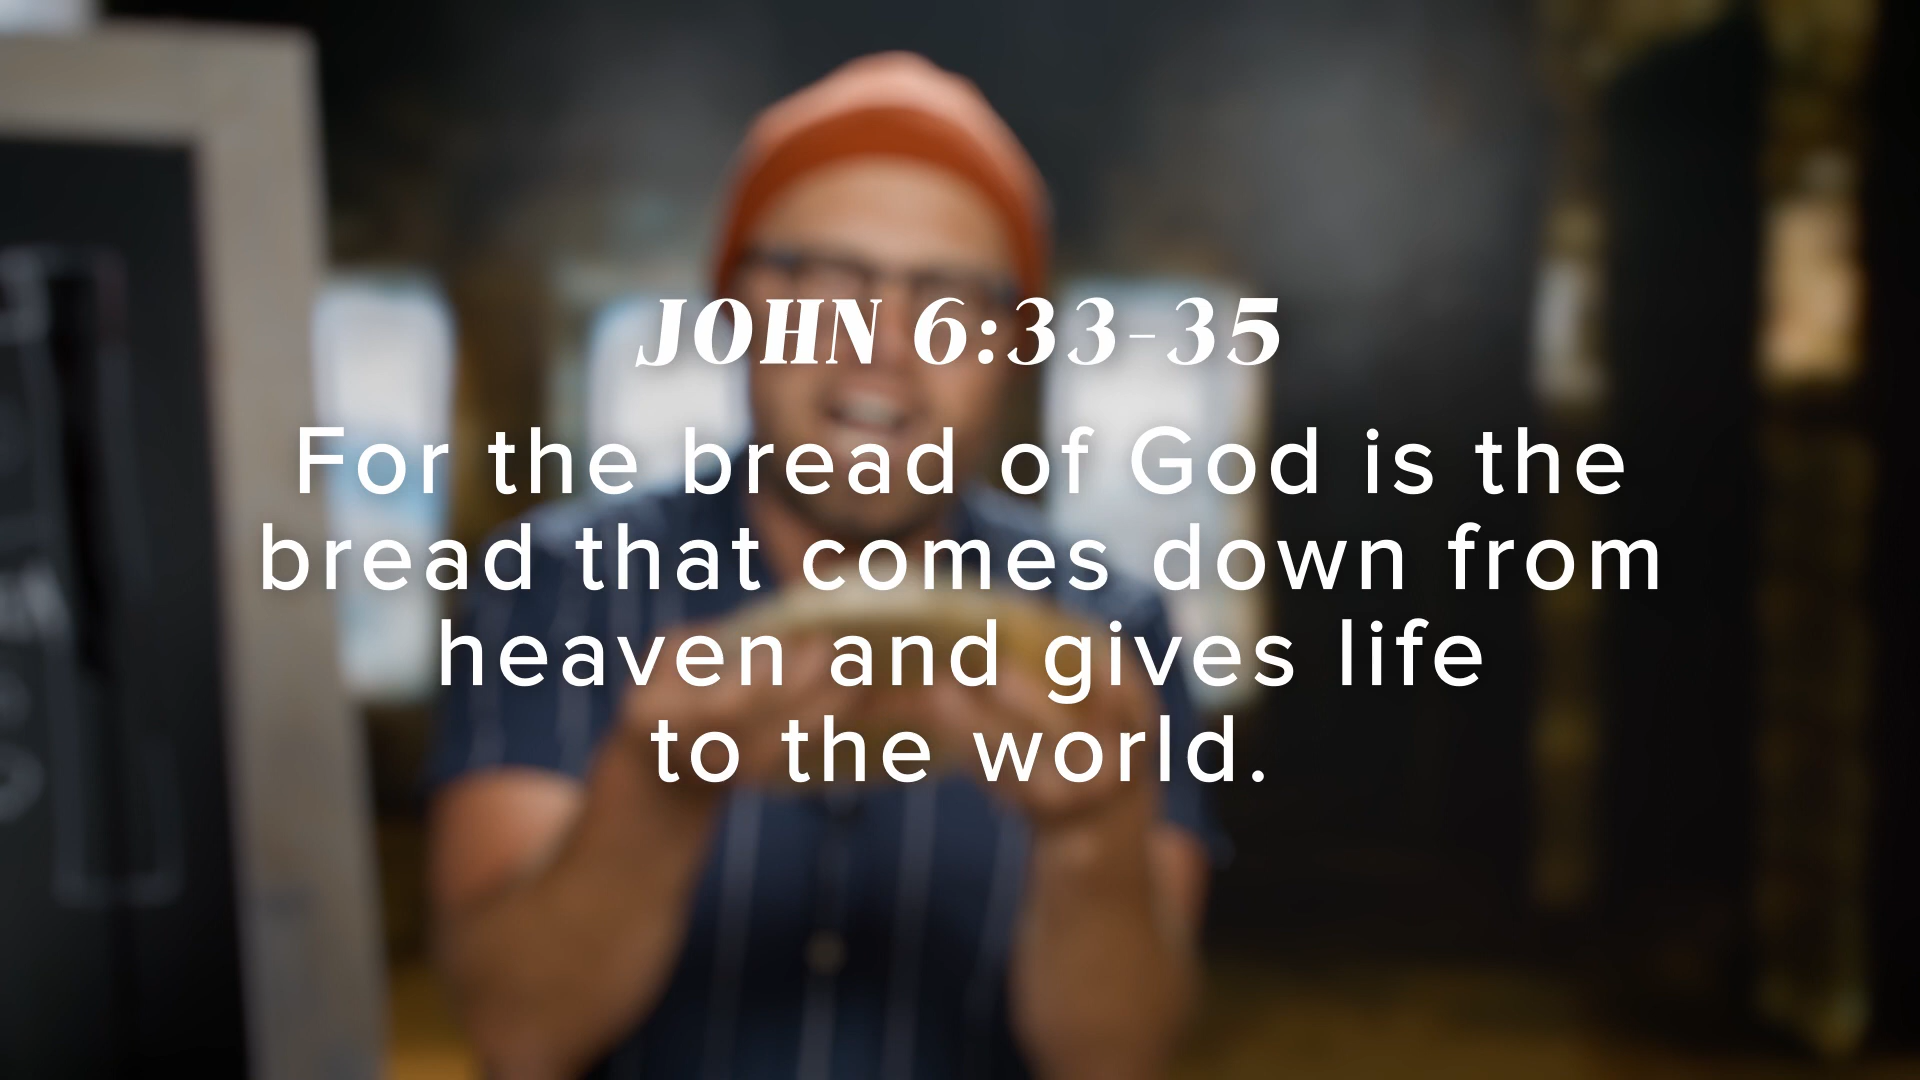 JOHN 6:33-35
For the bread of God is the
bread that comes down from
heaven and gives life
to the world.